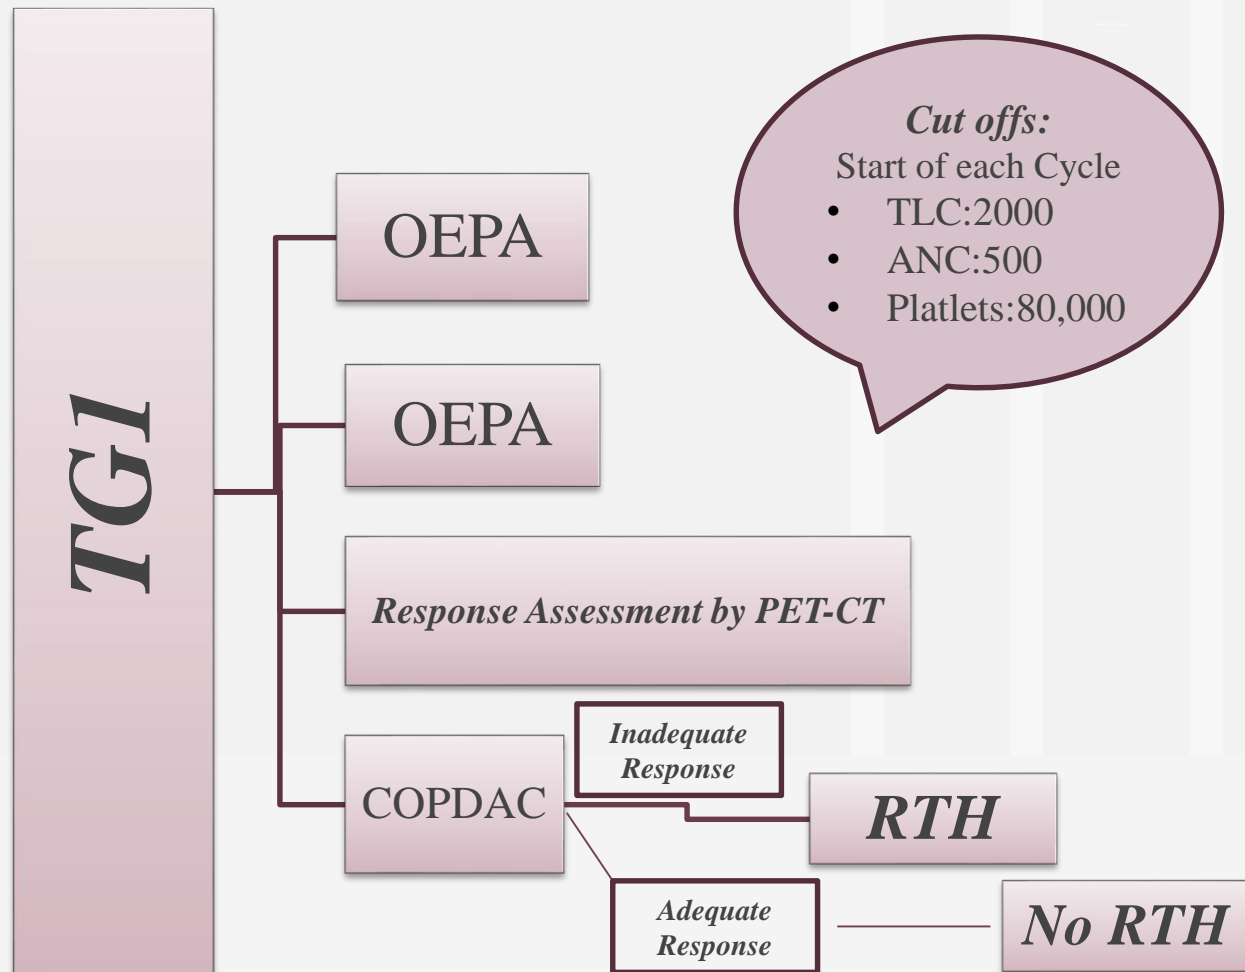 TG1
OEPA
OEPA
Response Assessment by PET-CT
COPDAC
Inadequate
Response
RTH
Adequate
Response
No RTH
Cut offs:
Start of each Cycle
• TLC:2000
• ANC:500
• Platlets:80,000